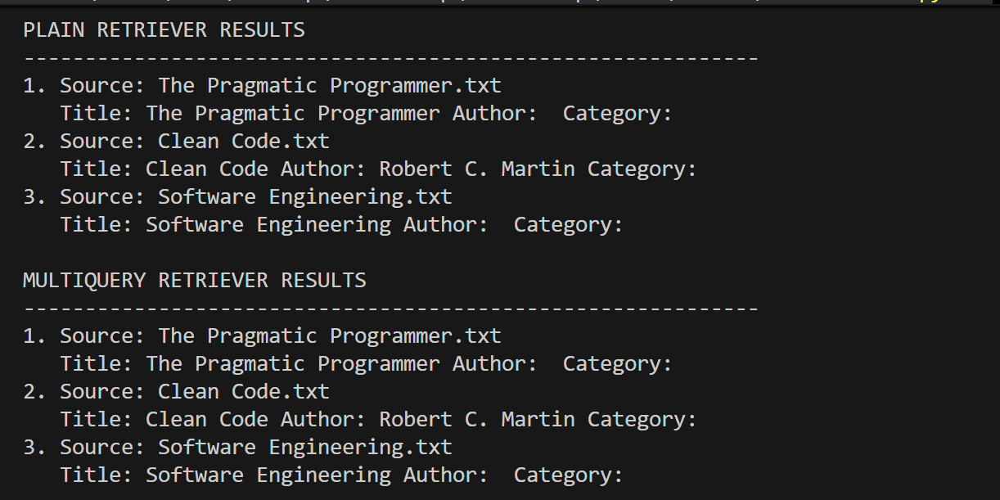 PLAIN RETRIEVER RESULTS
------------------------------------------------------------
1. Source: The Pragmatic Programmer.txt
   Title: The Pragmatic Programmer Author:  Category:
2. Source: Clean Code.txt
   Title: Clean Code Author: Robert C. Martin Category:
3. Source: Software Engineering.txt
   Title: Software Engineering Author:  Category:

MULTIQUERY RETRIEVER RESULTS
------------------------------------------------------------
1. Source: The Pragmatic Programmer.txt
   Title: The Pragmatic Programmer Author:  Category:
2. Source: Clean Code.txt
   Title: Clean Code Author: Robert C. Martin Category:
3. Source: Software Engineering.txt
   Title: Software Engineering Author:  Category: